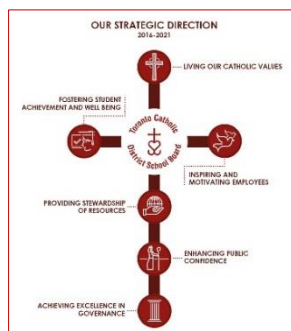 OUR STRATEGIC DIRECTION
2016-2021
LIVING OUR CATHOLIC VALUES
FOSTERING STUDENT
ACHIEVEMENT AND WELL BEING
Toronto Catholic
District School Board
INSPIRING AND
MOTIVATING EMPLOYEES
PROVIDING STEWARDSHIP
OF RESOURCES
ENHANCING PUBLIC
CONFIDENCE
ACHIEVING EXCELLENCE IN
GOVERNANCE